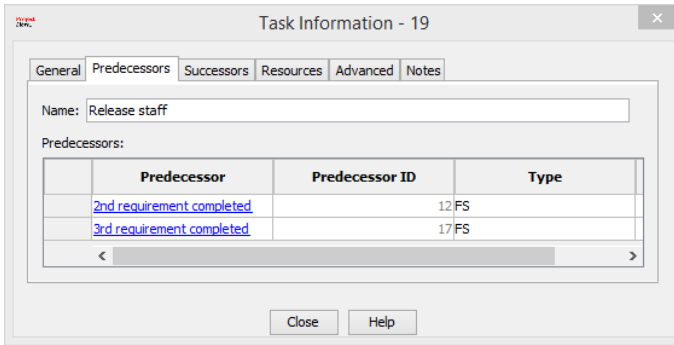 Task Information - 19
General Predecessors Successors Resources Advanced Notes
Name: Release staff
Predecessors:
Predecessor Predecessor ID Type
2nd requirement completed 12 FS
3rd requirement completed 17 FS
Close Help